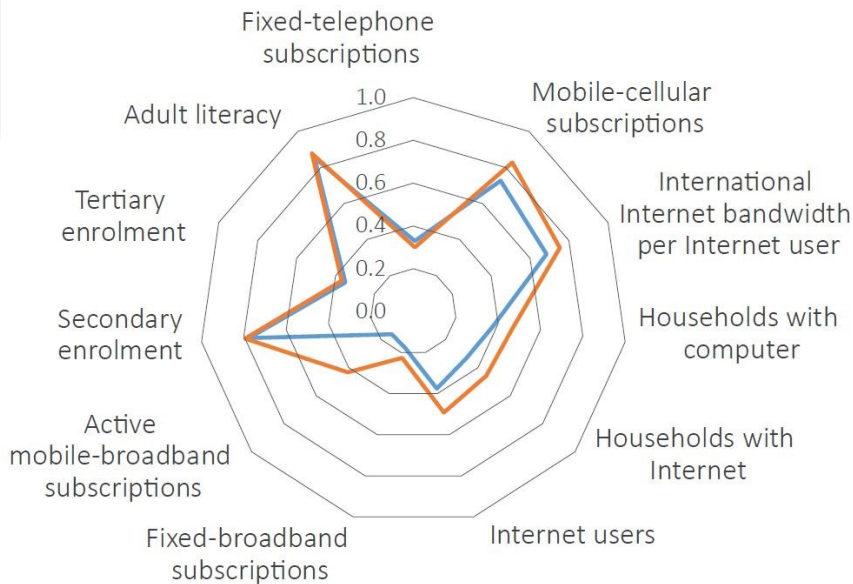 Fixed-telephone
subscriptions
1.0
0.8
0.6
0.4
0.2
0.0
Mobile-cellular
subscriptions
International
Internet bandwidth
per Internet user
Households with
computer
Households with
Internet
Internet users
Fixed-broadband
subscriptions
Active
mobile-broadband
subscriptions
Secondary
enrolment
Tertiary
enrolment
Adult literacy